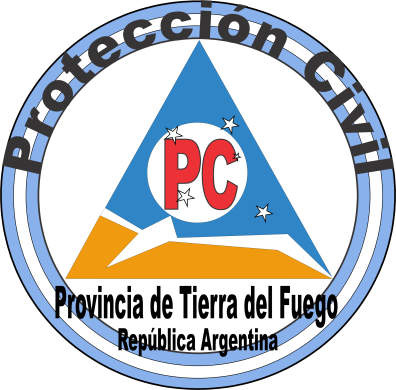 Protección Civil
PC
Provincia de Tierra del Fuego
República Argentina